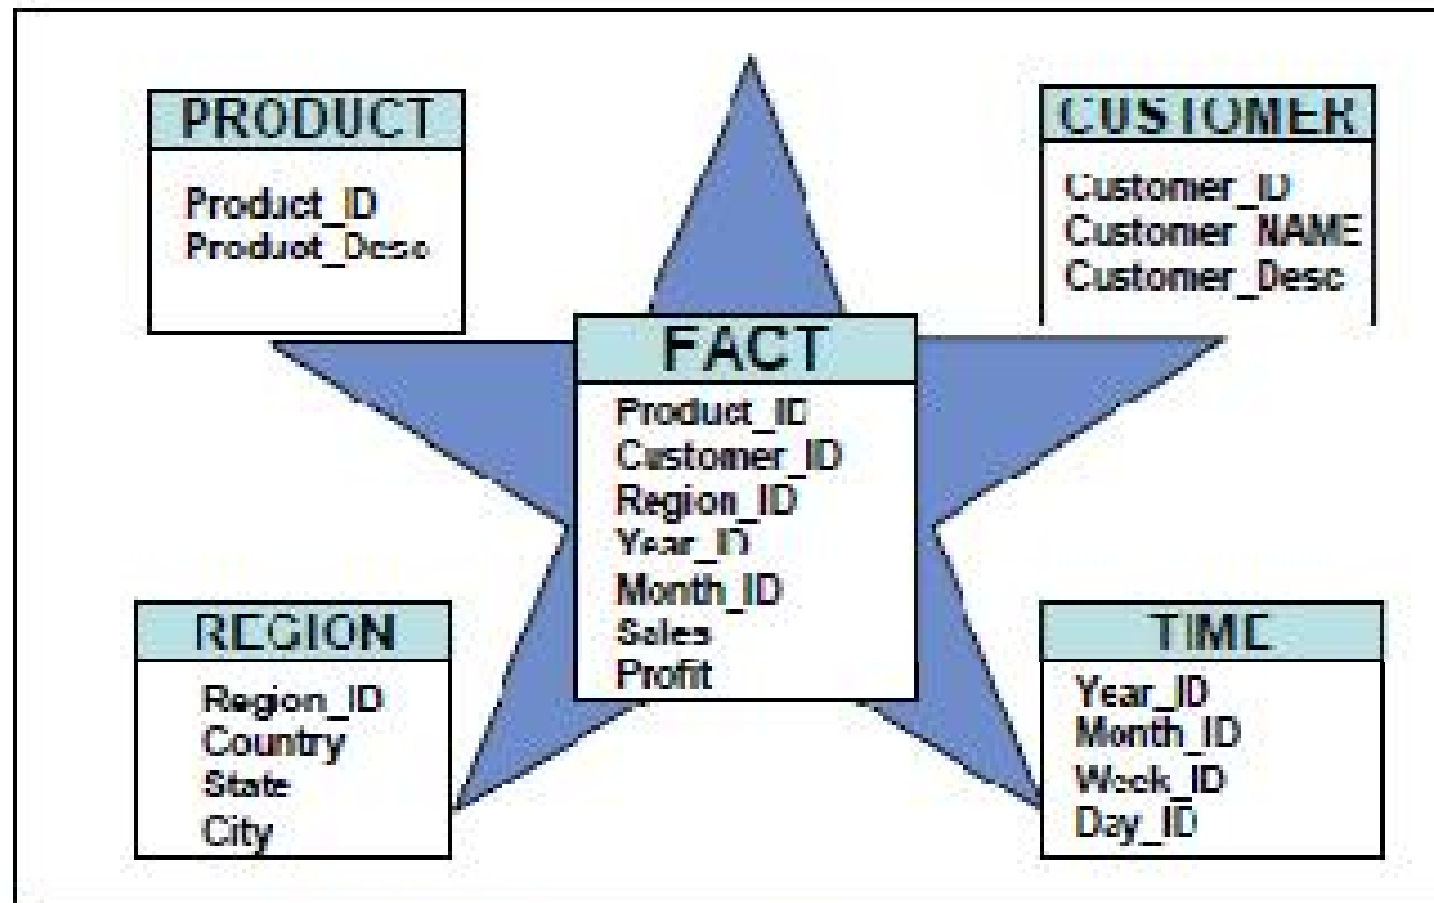 PRODUCT
Product_ID
Product_Desc
CUSTOMER
Customer_ID
Customer_NAME
Customer_Desc
FACT
Product_ID
Customer_ID
Region_ID
Year_ID
Month_ID
Sales
Profit
REGION
Region_ID
Country
State
City
TIME
Year_ID
Month_ID
Week_ID
Day_ID